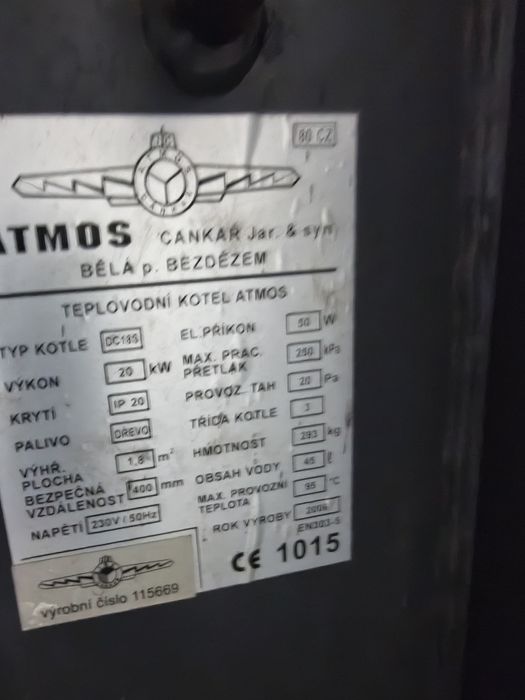 80 CZ
ATMOS
CANKAŘ Jar. & syn
BĚLÁ p. BEZDĚZEM
TEPLOVODNÍ KOTEL ATMOS
TYP KOTLE DC18S
VÝKON 20 kW
KRYTÍ IP 20
PALIVO DŘEVO
VÝHŘ. PLOCHA 1,8 m²
BEZPEČNÁ VZDÁLENOST 400 mm
NAPĚTÍ 230V / 50Hz
EL.PŘÍKON 50 W
MAX. PRAC. PŘETLAK 250 kPa
PROVOZ. TAH 20 Pa
TŘÍDA KOTLE 3
HMOTNOST 293 kg
OBSAH VODY 45 ℓ
MAX. PROVOZNÍ TEPLOTA 95 °C
ROK VÝROBY
EN303-5
CE 1015
výrobní číslo 115669